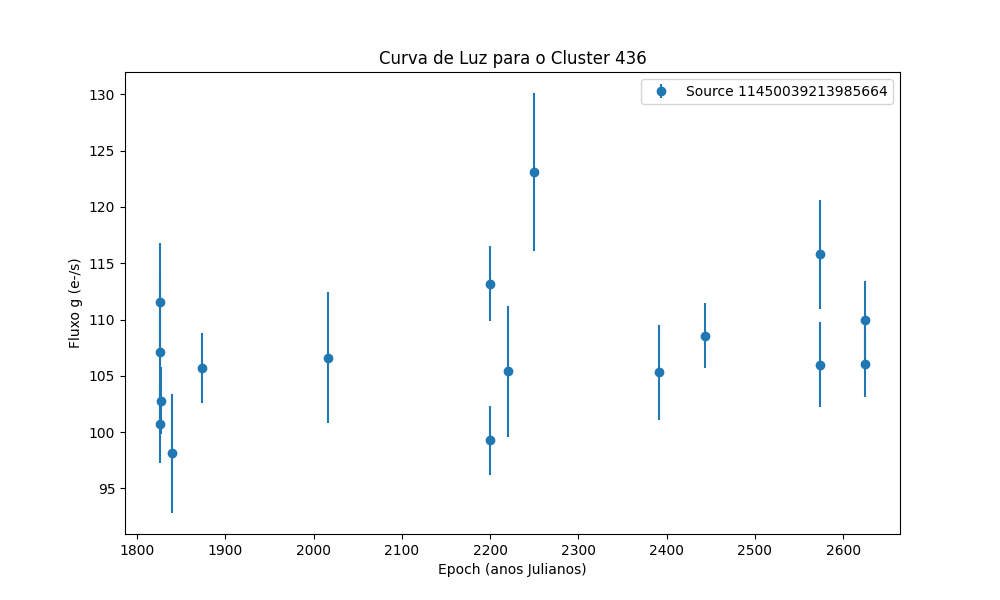 Curva de Luz para o Cluster 436
Source 11450039213985664
Fluxo g (e-/s)
130
125
120
115
110
105
100
95
1800 1900 2000 2100 2200 2300 2400 2500 2600
Epoch (anos Julianos)